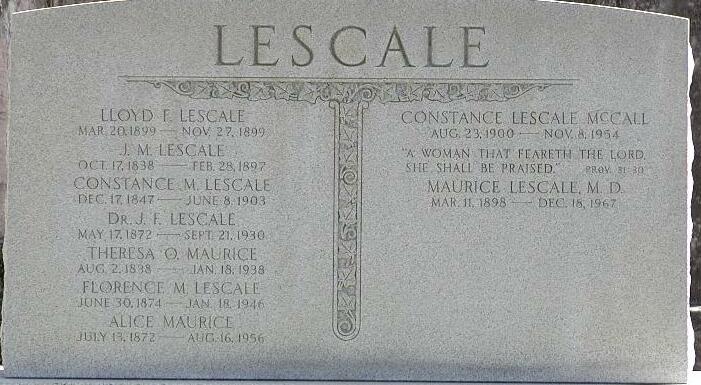 LESCALE
LLOYD F. LESCALE
MAR. 20, 1899 — NOV. 27, 1899
J. M. LESCALE
OCT. 17, 1838 — FEB. 28, 1897
CONSTANCE M. LESCALE
DEC. 17, 1847 — JUNE 8, 1903
DR. J. F. LESCALE
MAY 17, 1872 — SEPT. 21, 1930
THERESA O. MAURICE
AUG. 2, 1838 — JAN. 18, 1938
FLORENCE M. LESCALE
JUNE 30, 1874 — JAN. 18, 1946
ALICE MAURICE
JULY 13, 1872 — AUG. 16, 1956
CONSTANCE LESCALE MCCALL
AUG. 23, 1900 — NOV. 8, 1954
"A WOMAN THAT FEARETH THE LORD,
SHE SHALL BE PRAISED." PROV. 31-30
MAURICE LESCALE, M. D.
MAR. 11, 1898 — DEC. 18, 1967